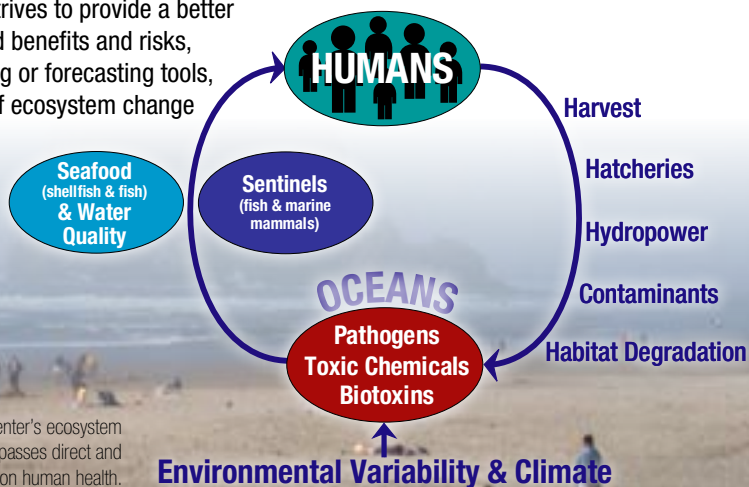 rives to provide a better
d benefits and risks,
g or forecasting tools,
f ecosystem change
HUMANS
Harvest
Hatcheries
Hydropower
Contaminants
Habitat Degradation
Seafood
(shellfish & fish)
& Water
Quality
Sentinels
(fish & marine
mammals)
OCEANS
Pathogens
Toxic Chemicals
Biotoxins
enter's ecosystem
passes direct and
on human health.
Environmental Variability & Climate